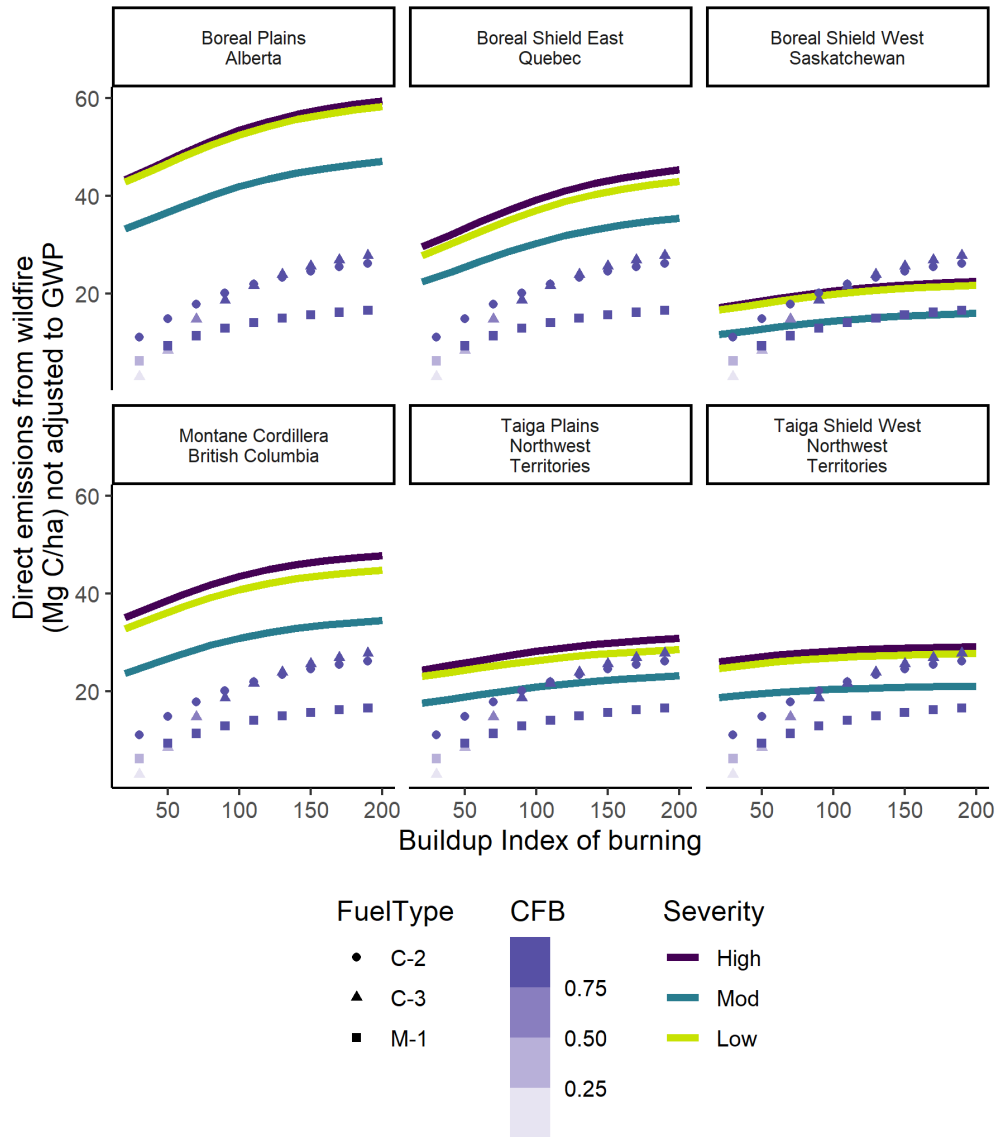 Boreal Plains
Alberta
Boreal Shield East
Quebec
Boreal Shield West
Saskatchewan
60
40
20
Montane Cordillera
British Columbia
Taiga Plains
Northwest
Territories
Taiga Shield West
Northwest
Territories
60
40
20
Direct emissions from wildfire
(Mg C/ha) not adjusted to GWP
50 100 150 200
50 100 150 200
50 100 150 200
Buildup Index of burning
FuelType
C-2
C-3
M-1
CFB
0.75
0.50
0.25
Severity
High
Mod
Low